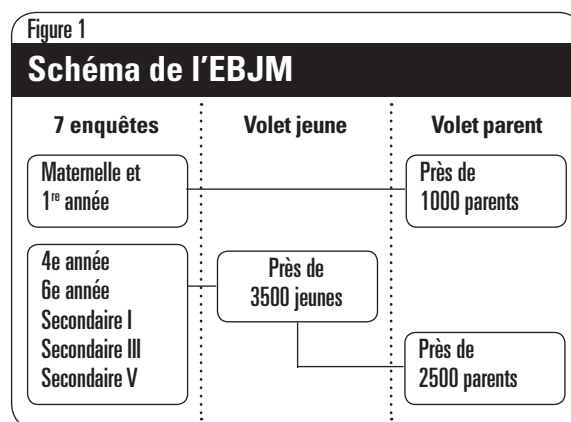 Figure 1
Schéma de l'EBJM
7 enquêtes
Volet jeune
Volet parent
Maternelle et
1re année
Près de
1000 parents
4e année
6e année
Secondaire I
Secondaire III
Secondaire V
Près de
3500 jeunes
Près de
2500 parents